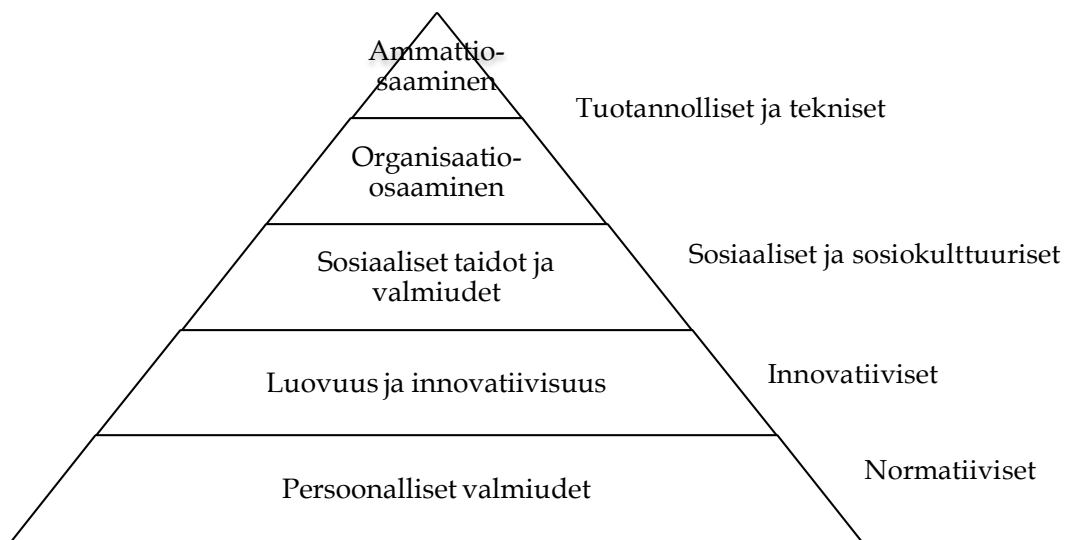 Ammattio-
saaminen
Tuotannolliset ja tekniset
Organisaatio-
osaaminen
Sosiaaliset ja sosiokulttuuriset
Sosiaaliset taidot ja
valmiudet
Innovatiiviset
Luovuus ja innovatiivisuus
Normatiiviset
Persoonalliset valmiudet